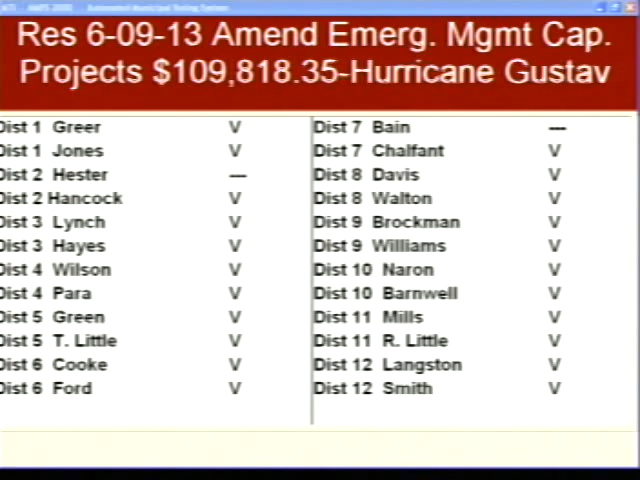 Res 6-09-13 Amend Emerg. Mgmt Cap.
Projects $109,818.35-Hurricane Gustav
Dist 1 Greer V
Dist 1 Jones V
Dist 2 Hester ---
Dist 2 Hancock V
Dist 3 Lynch V
Dist 3 Hayes V
Dist 4 Wilson V
Dist 4 Para V
Dist 5 Green V
Dist 5 T. Little V
Dist 6 Cooke V
Dist 6 Ford V
Dist 7 Bain ---
Dist 7 Chalfant V
Dist 8 Davis V
Dist 8 Walton V
Dist 9 Brockman V
Dist 9 Williams V
Dist 10 Naron V
Dist 10 Barnwell V
Dist 11 Mills V
Dist 11 R. Little V
Dist 12 Langston V
Dist 12 Smith V